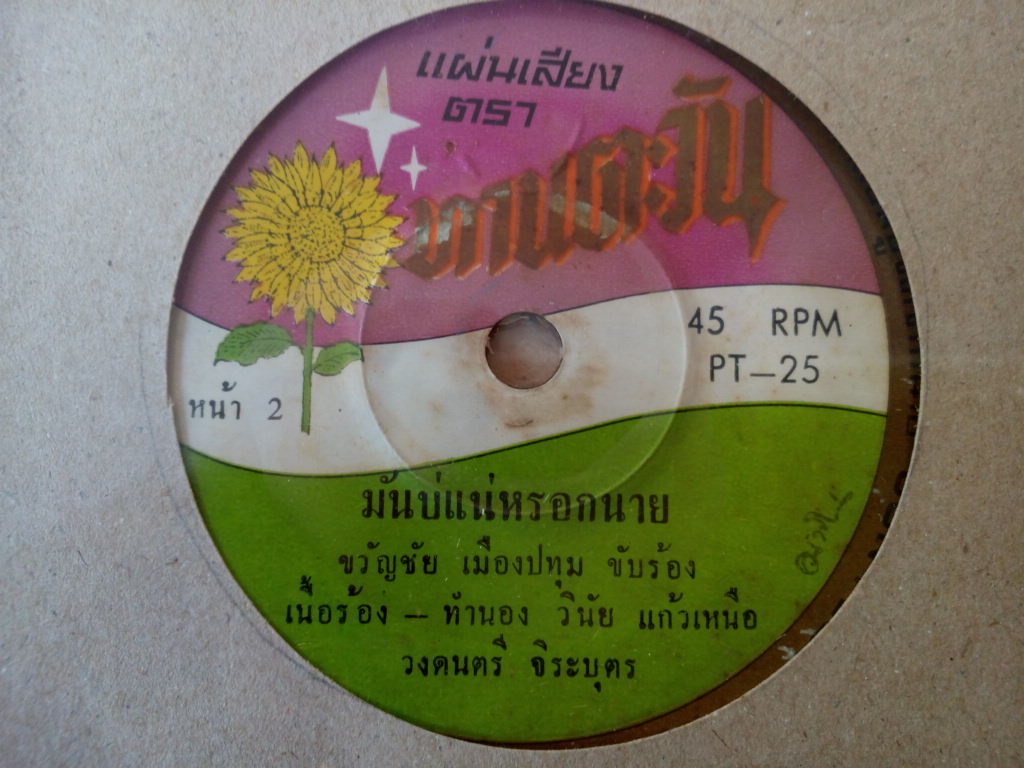 แผ่นเสียง
ตรา
ทานตะวัน
45 RPM
PT-25
หน้า 2
มันบ่แน่หรอกนาย
ขวัญชัย เมืองปทุม ขับร้อง
เนื้อร้อง - ทำนอง วินัย แก้วเหนือ
วงดนตรี จิระบุตร